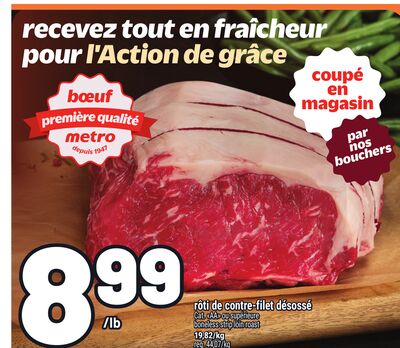 recevez tout en fraîcheur
pour l'Action de grâce
coupé
en
magasin
par
nos
bouchers
bœuf
première qualité
metro
depuis 1947
8 99
/lb
rôti de contre-filet désossé
Cat. «AA» ou supérieure
boneless strip loin roast
19,82/kg
rég. 44,07/kg